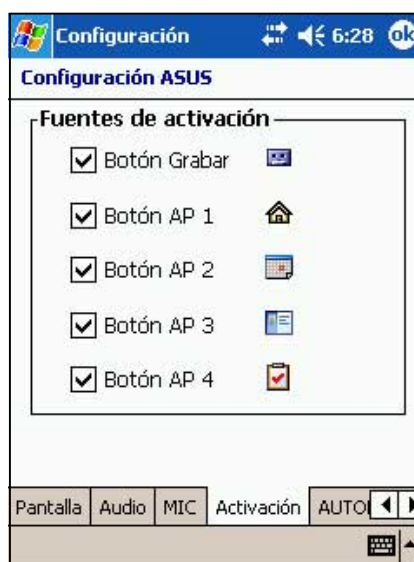 Configuración 6:28 ok
Configuración ASUS
Fuentes de activación
Botón Grabar
Botón AP 1
Botón AP 2
Botón AP 3
Botón AP 4
Pantalla Audio MIC Activación AUTO